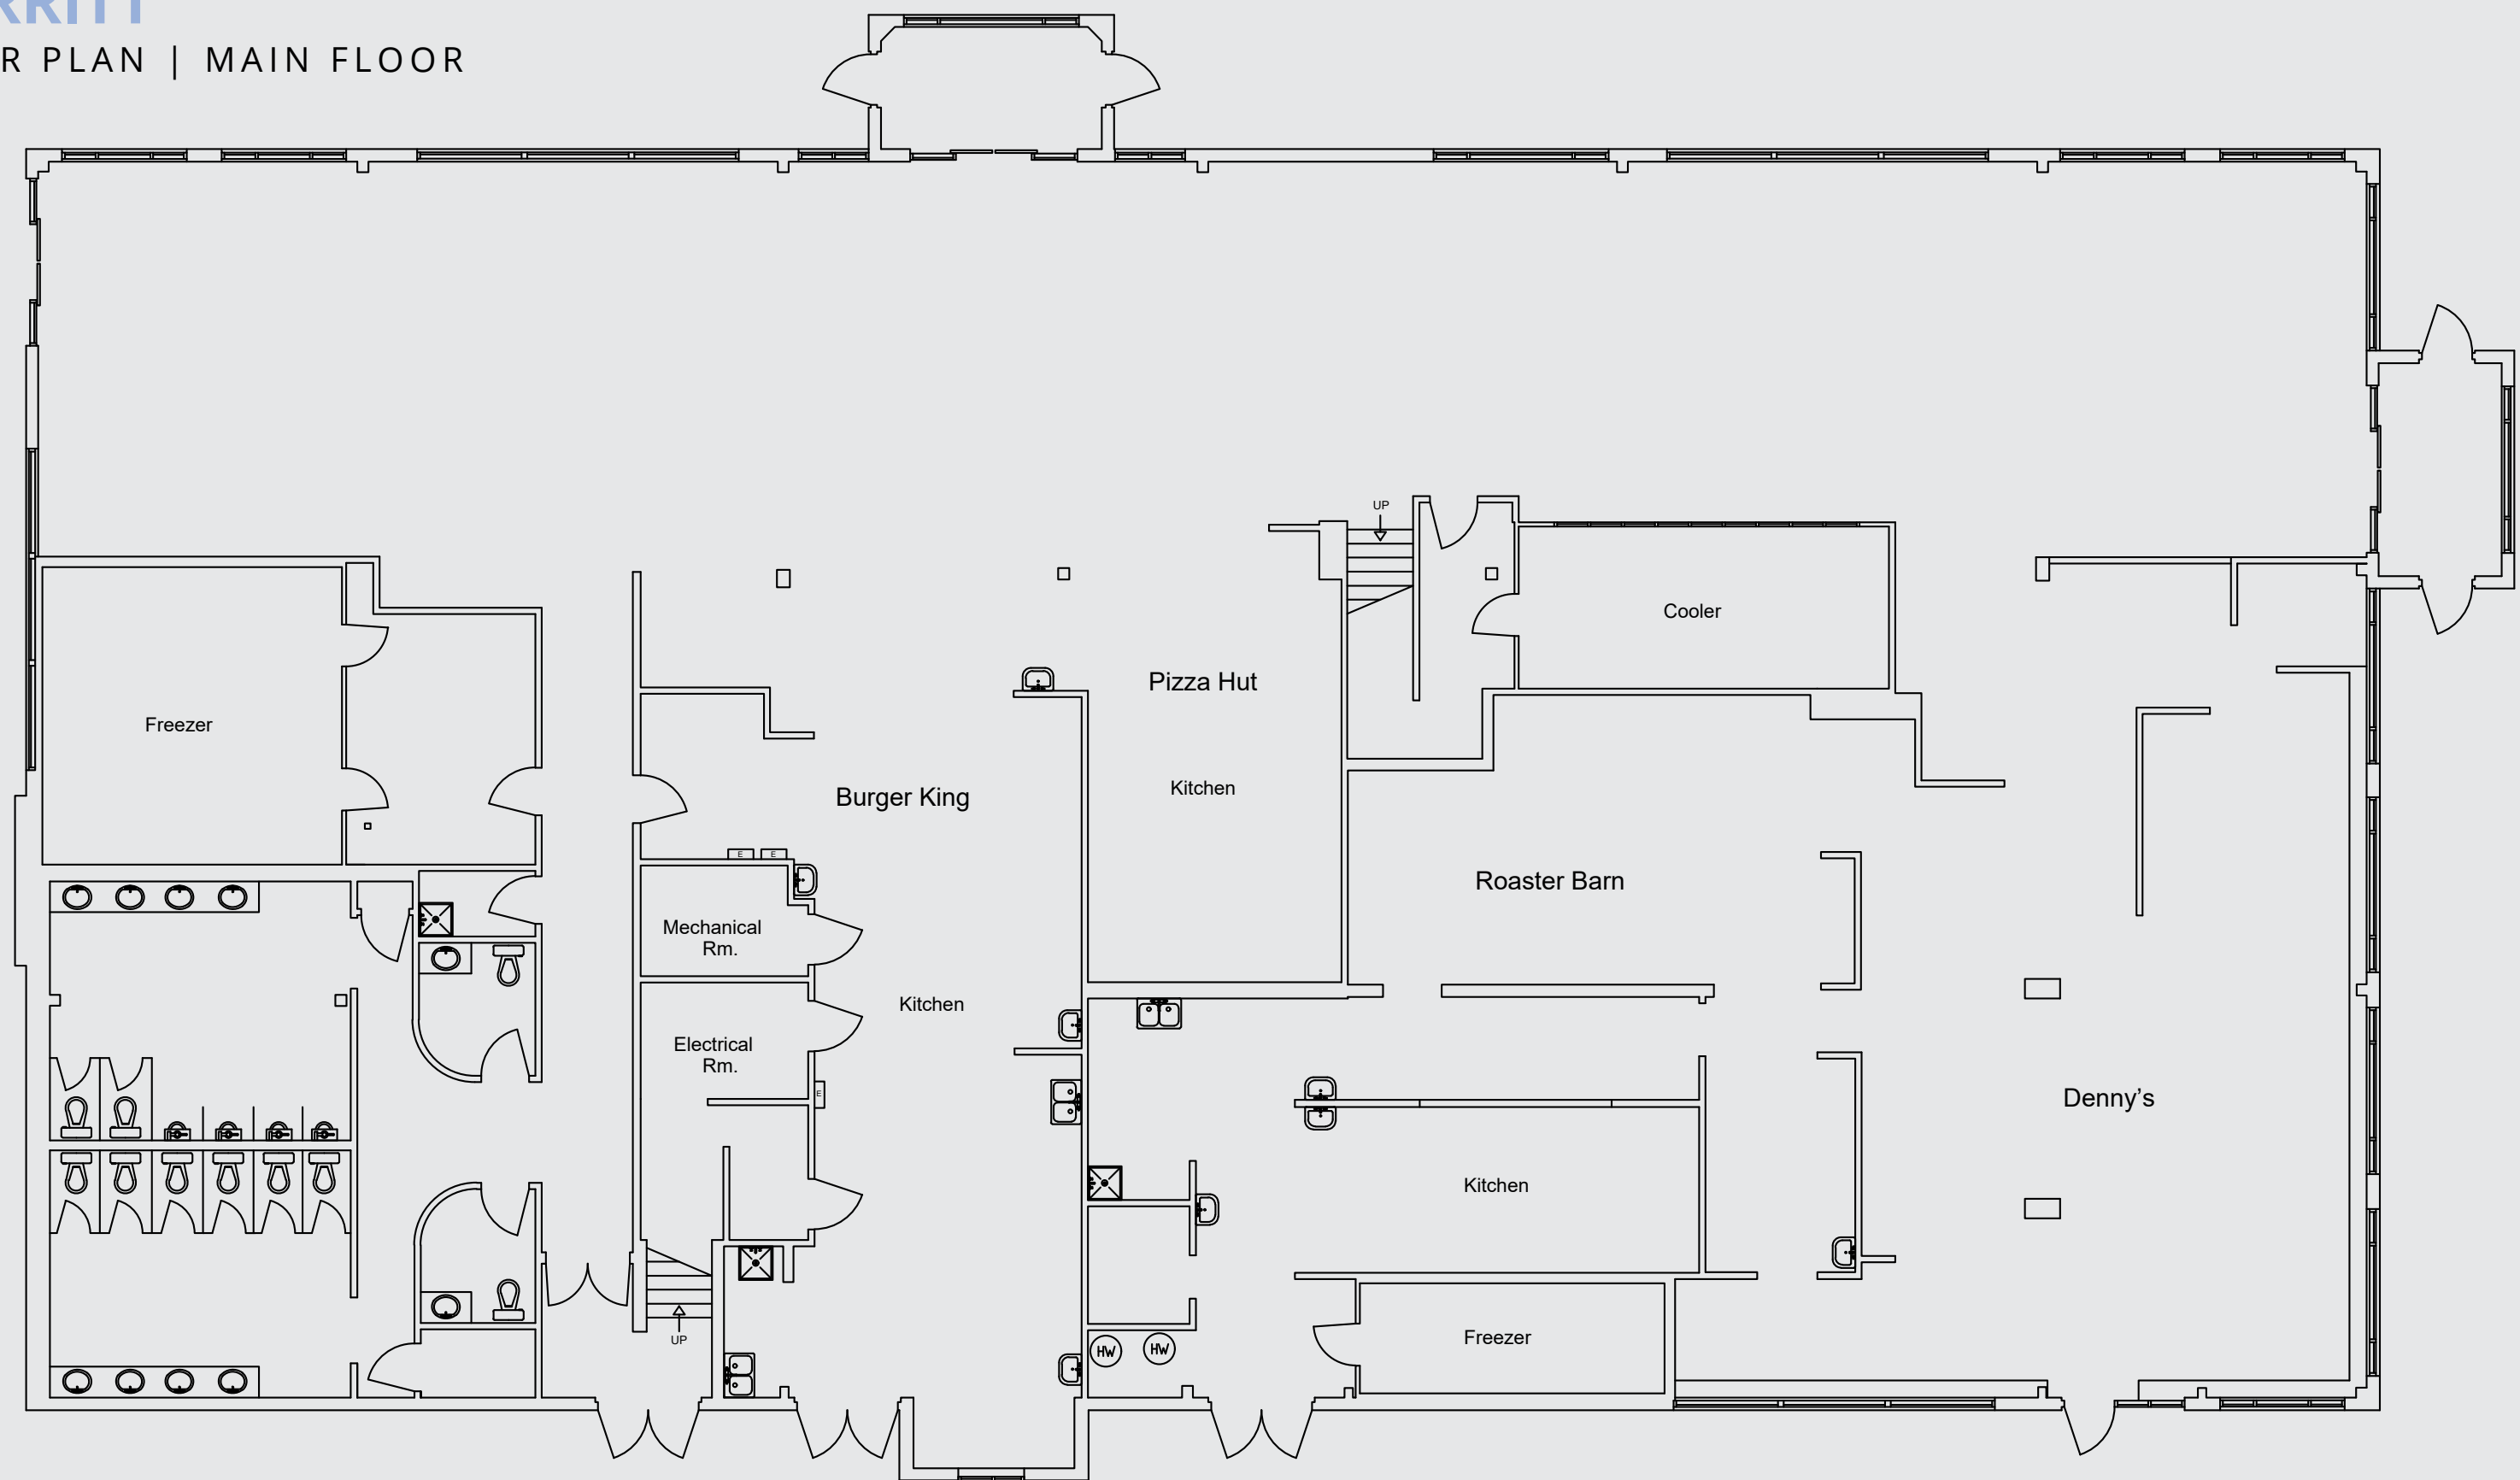 R PLAN | MAIN FLOOR
UP
Cooler
Pizza Hut
Freezer
Kitchen
Burger King
E E
Roaster Barn
Mechanical
Rm.
Kitchen
Electrical
Rm.
E
Denny’s
Kitchen
Freezer
UP
HW HW